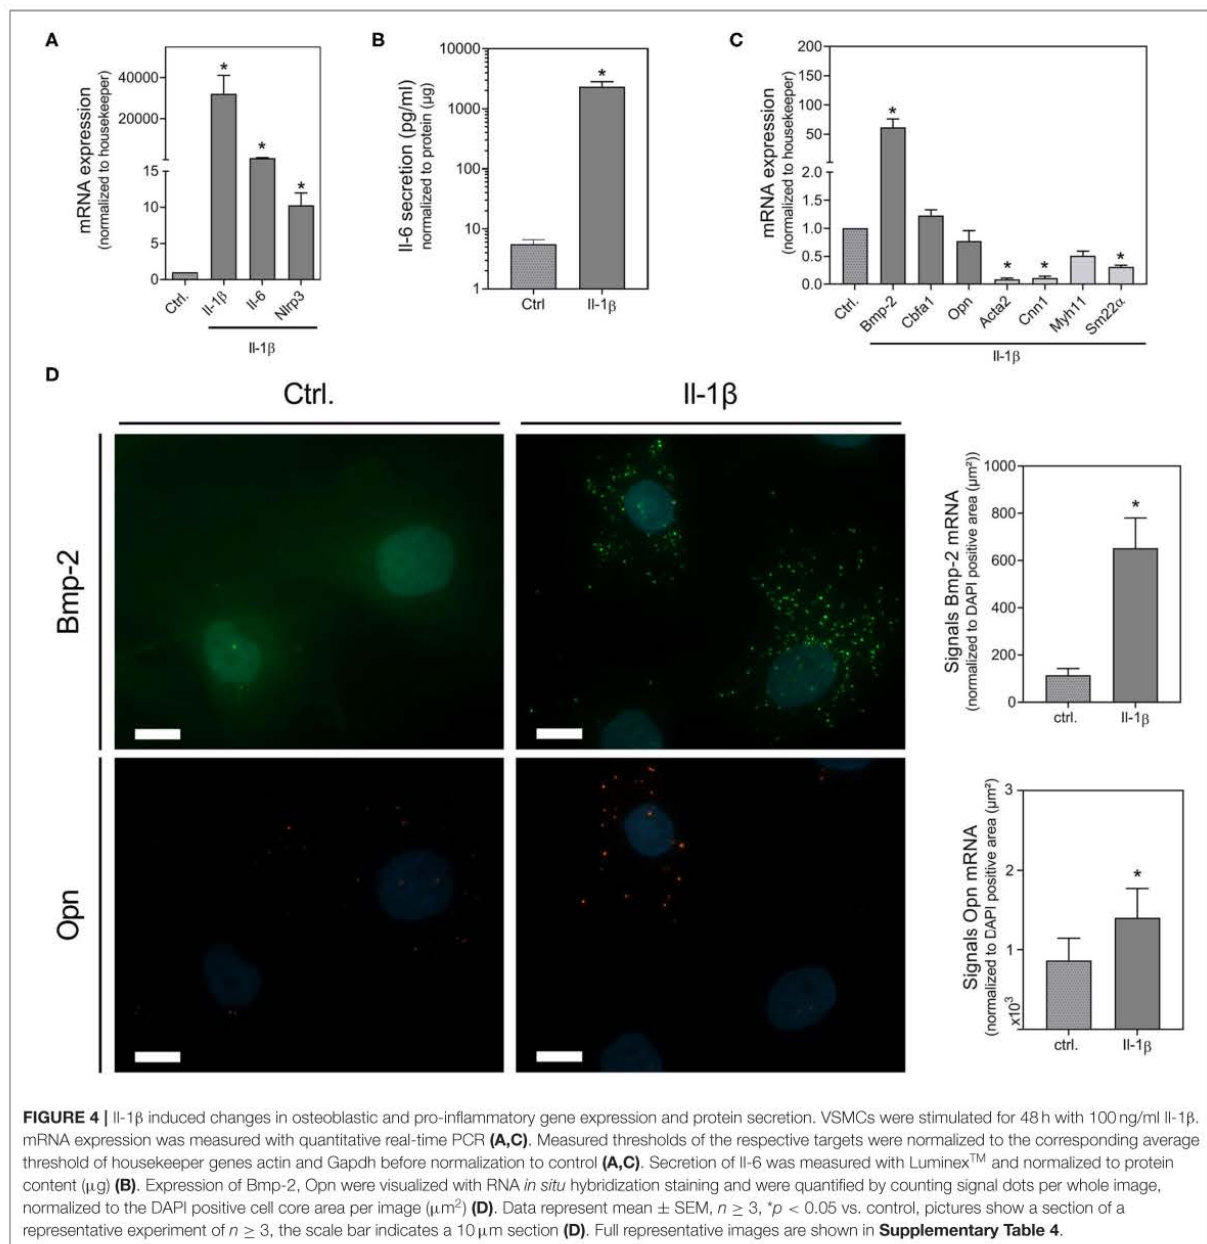 A
mRNA expression
(normalized to housekeeper)
40000
20000
15
10
5
0
*
*
*
Ctrl.
Il-1β
Il-6
Nlrp3
Il-1β
B
Il-6 secretion (pg/ml)
normalized to protein (µg)
10000
1000
100
10
1
*
Ctrl
Il-1β
C
mRNA expression
(normalized to housekeeper)
200
150
100
50
2.0
1.5
1.0
0.5
0.0
*
*
*
*
Ctrl.
Bmp-2
Cbfa1
Opn
Acta2
Cnn1
Myh11
Sm22α
Il-1β
D
Ctrl.
Il-1β
Bmp-2
Opn
Signals Bmp-2 mRNA
(normalized to DAPI positive area (µm²))
1000
800
600
400
200
0
*
ctrl.
Il-1β
Signals Opn mRNA
(normalized to DAPI positive area (µm²)
x10³
3
2
1
*
ctrl.
Il-1β
FIGURE 4 | Il-1β induced changes in osteoblastic and pro-inflammatory gene expression and protein secretion. VSMCs were stimulated for 48 h with 100 ng/ml Il-1β.
mRNA expression was measured with quantitative real-time PCR (A,C). Measured thresholds of the respective targets were normalized to the corresponding average
threshold of housekeeper genes actin and Gapdh before normalization to control (A,C). Secretion of Il-6 was measured with Luminex™ and normalized to protein
content (µg) (B). Expression of Bmp-2, Opn were visualized with RNA in situ hybridization staining and were quantified by counting signal dots per whole image,
normalized to the DAPI positive cell core area per image (µm²) (D). Data represent mean ± SEM, n ≥ 3, *p < 0.05 vs. control, pictures show a section of a
representative experiment of n ≥ 3, the scale bar indicates a 10 µm section (D). Full representative images are shown in Supplementary Table 4.